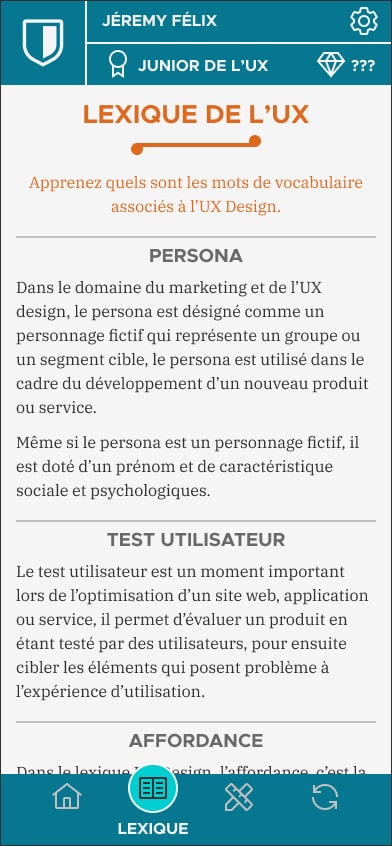 JÉREMY FÉLIX
JUNIOR DE L'UX
???
LEXIQUE DE L'UX
Apprenez quels sont les mots de vocabulaire
associés à l'UX Design.
PERSONA
Dans le domaine du marketing et de l'UX
design, le persona est désigné comme un
personnage fictif qui représente un groupe ou
un segment cible, le persona est utilisé dans le
cadre du développement d'un nouveau produit
ou service.
Même si le persona est un personnage fictif, il
est doté d'un prénom et de caractéristique
sociale et psychologiques.
TEST UTILISATEUR
Le test utilisateur est un moment important
lors de l'optimisation d'un site web, application
ou service, il permet d'évaluer un produit en
étant testé par des utilisateurs, pour ensuite
cibler les éléments qui posent problème à
l'expérience d'utilisation.
AFFORDANCE
Dans le lexique Design, l'affordance, c'est la
LEXIQUE